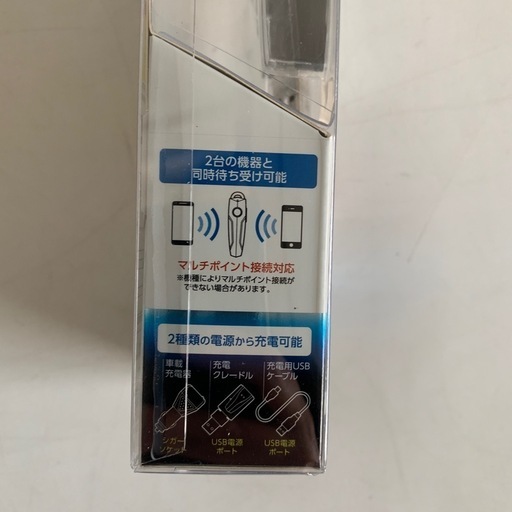 2台の機器と
同時待ち受け可能
マルチポイント接続対応
※機種によりマルチポイント接続が
できない場合があります。
2種類の電源から充電可能
車載
充電器
充電
クレードル
充電用USB
ケーブル
シガー
ソケット
USB電源
ポート
USB電源
ポート